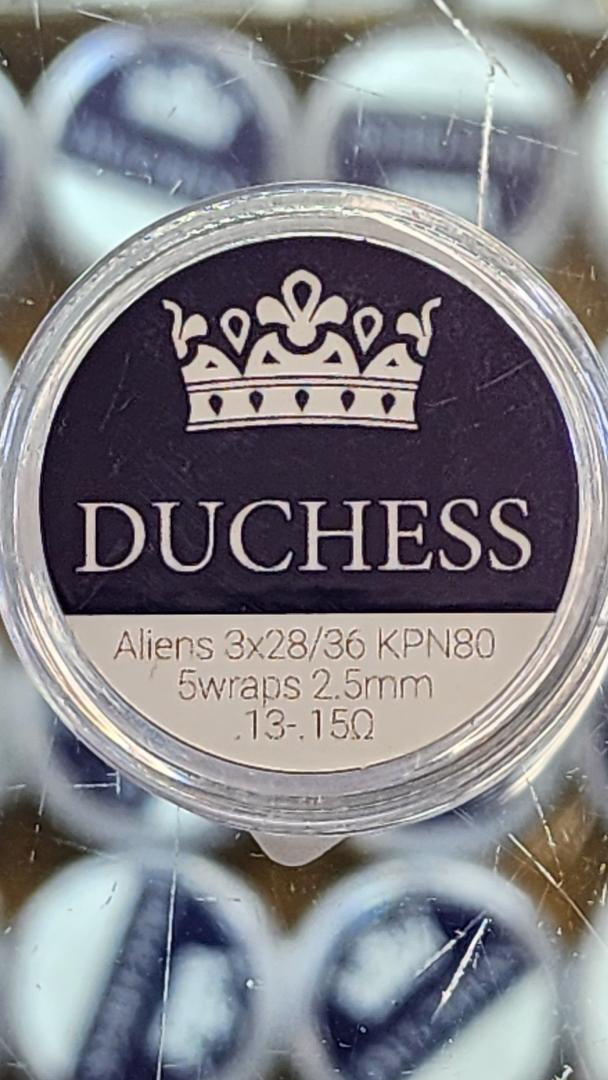 DUCHESS
Aliens 3x28/36 KPN80
5wraps 2.5mm
.13-.15Ω